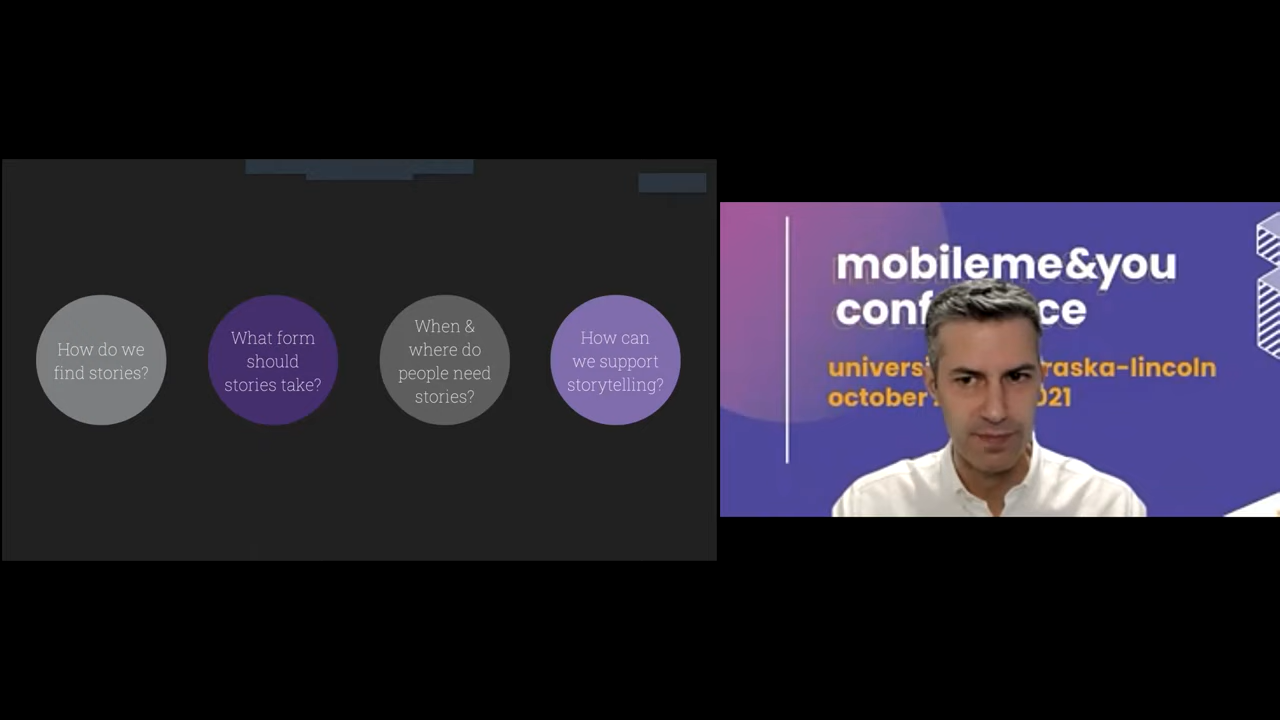 How do we
find stories?
What form
should
stories take?
When &
where do
people need
stories?
How can
we support
storytelling?
mobileme&you
conf ce
univers raska-lincoln
october 021